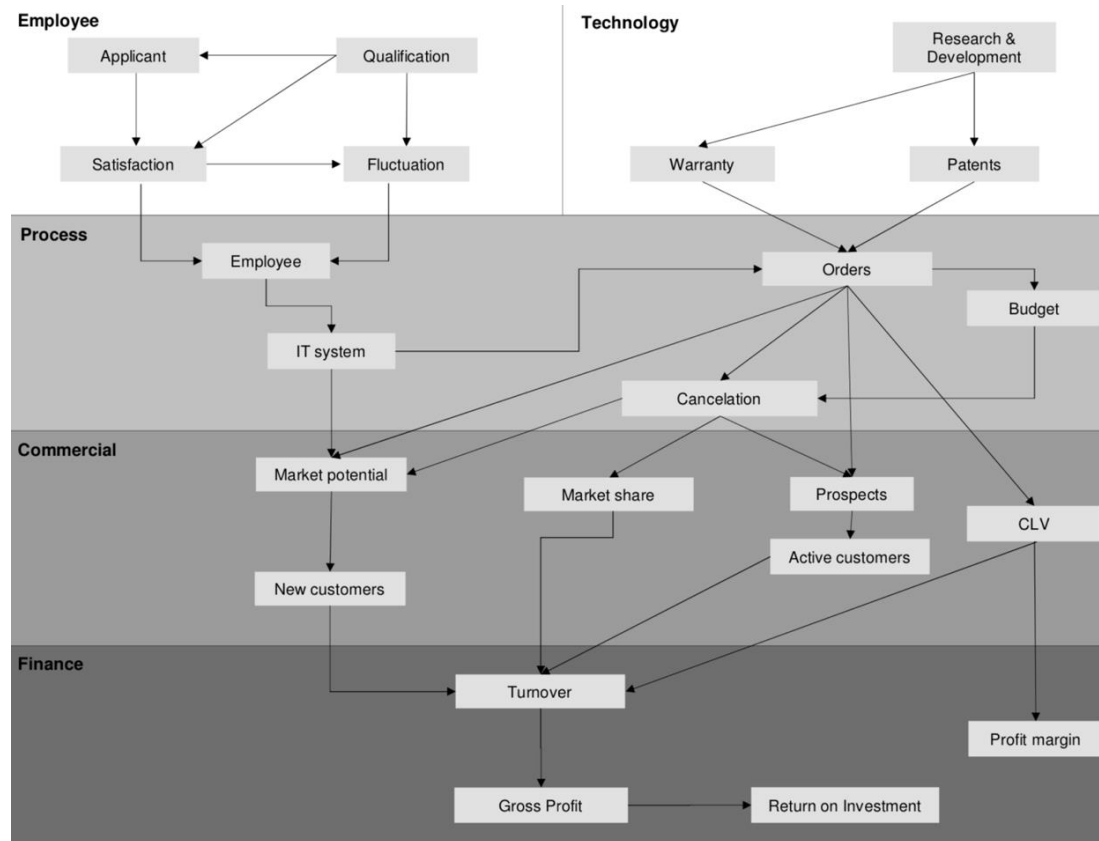 Employee
Technology
Applicant
Qualification
Research &
Development
Satisfaction
Fluctuation
Warranty
Patents
Process
Employee
Orders
Budget
IT system
Cancelation
Commercial
Market potential
Market share
Prospects
CLV
Active customers
New customers
Finance
Turnover
Profit margin
Gross Profit
Return on Investment